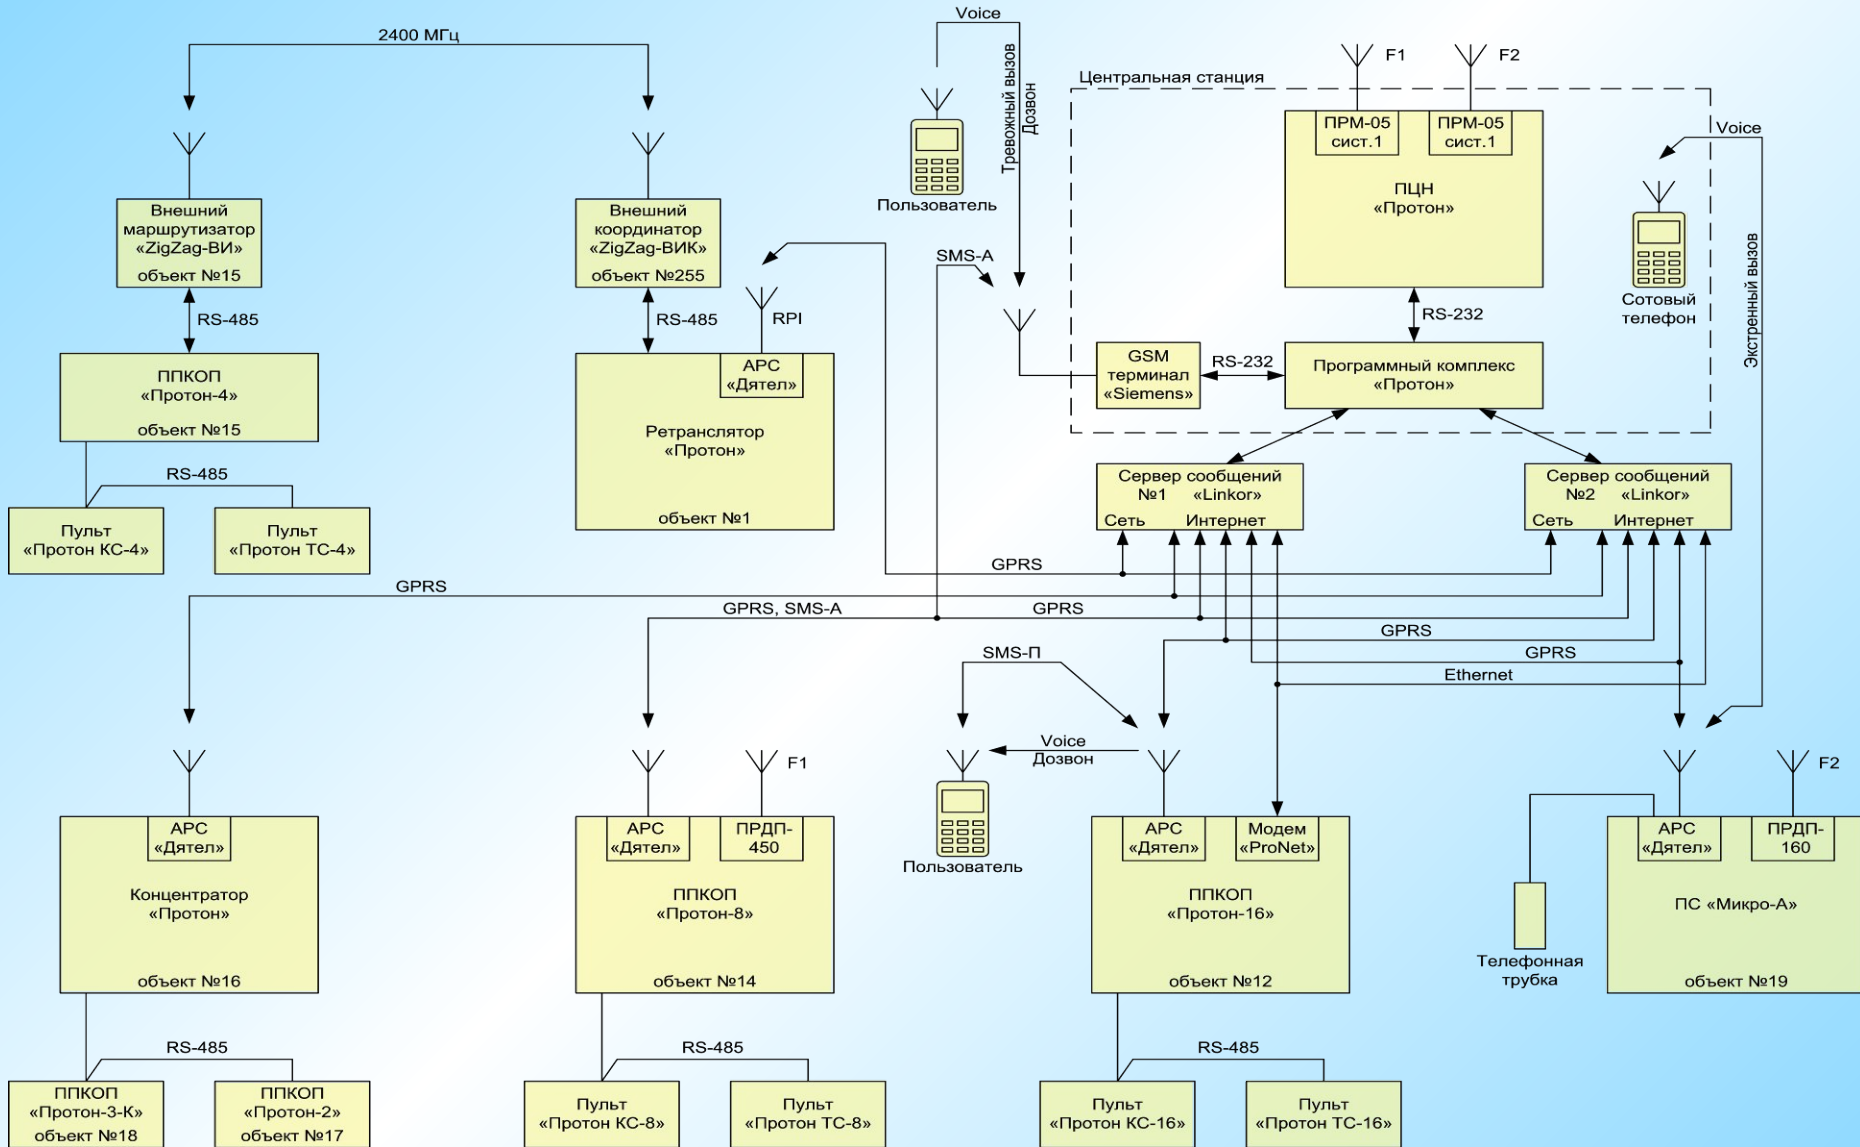 2400 МГц
Voice
Тревожный вызов
Дозвон
F1
F2
Центральная станция
ПРМ-05
сист.1
ПРМ-05
сист.1
Voice
ПЦН
«Протон»
Пользователь
Внешний
маршрутизатор
«ZigZag-ВИ»
объект №15
Внешний
координатор
«ZigZag-ВИК»
объект №255
SMS-A
Сотовый
телефон
Экстренный вызов
RS-485
RS-485
RPI
RS-232
ППКОП
«Протон-4»
объект №15
АРС
«Дятел»
Ретранслятор
«Протон»
объект №1
GSM
терминал
«Siemens»
RS-232
Программный комплекс
«Протон»
RS-485
Пульт
«Протон КС-4»
Пульт
«Протон ТС-4»
Сервер сообщений
№1 «Linkor»
Сеть Интернет
Сервер сообщений
№2 «Linkor»
Сеть Интернет
GPRS
GPRS
GPRS, SMS-A
GPRS
GPRS
GPRS
Ethernet
SMS-П
Voice
Дозвон
F1
F2
Пользователь
АРС
«Дятел»
Концентратор
«Протон»
объект №16
АРС
«Дятел»
ПРДП-
450
ППКОП
«Протон-8»
объект №14
АРС
«Дятел»
Модем
«ProNet»
ППКОП
«Протон-16»
объект №12
Телефонная
трубка
АРС
«Дятел»
ПРДП-
160
ПС «Микро-А»
объект №19
RS-485
RS-485
RS-485
ППКОП
«Протон-3-К»
объект №18
ППКОП
«Протон-2»
объект №17
Пульт
«Протон КС-8»
Пульт
«Протон ТС-8»
Пульт
«Протон КС-16»
Пульт
«Протон ТС-16»